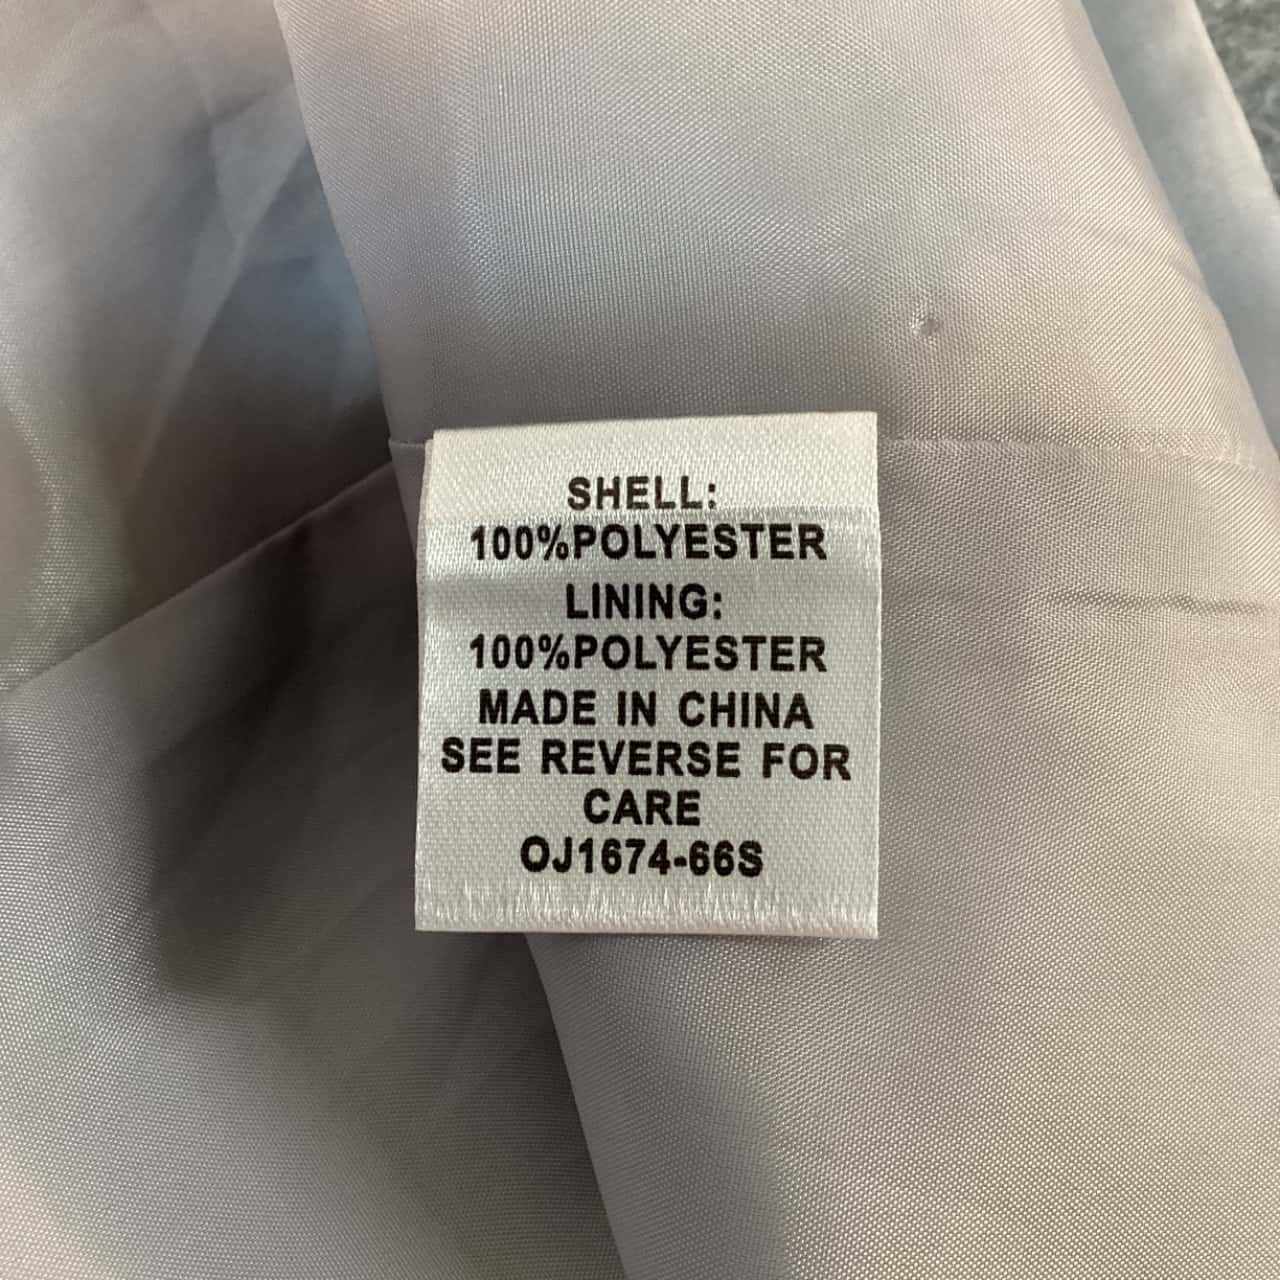 SHELL:
100%POLYESTER
LINING:
100%POLYESTER
MADE IN CHINA
SEE REVERSE FOR
CARE
OJ1674-66S